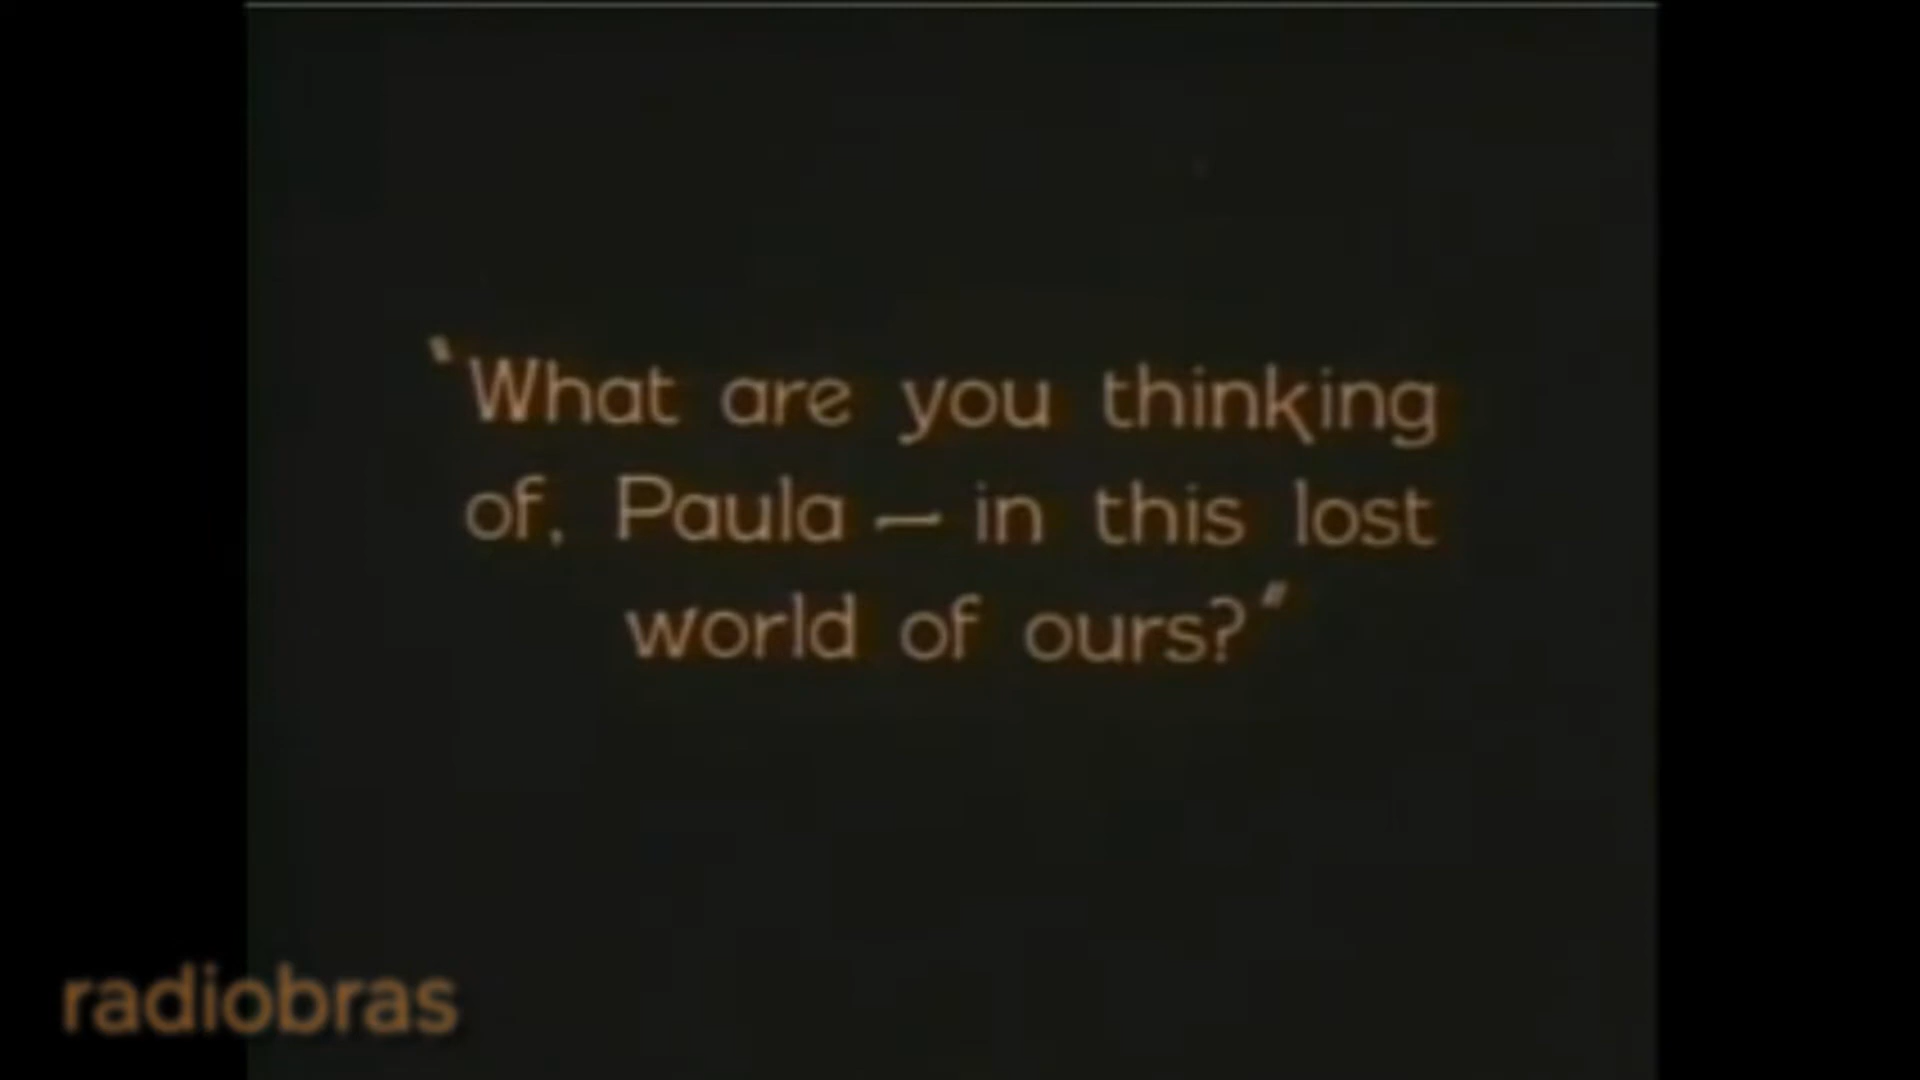 "What are you thinking
of, Paula — in this lost
world of ours?"
radiobras